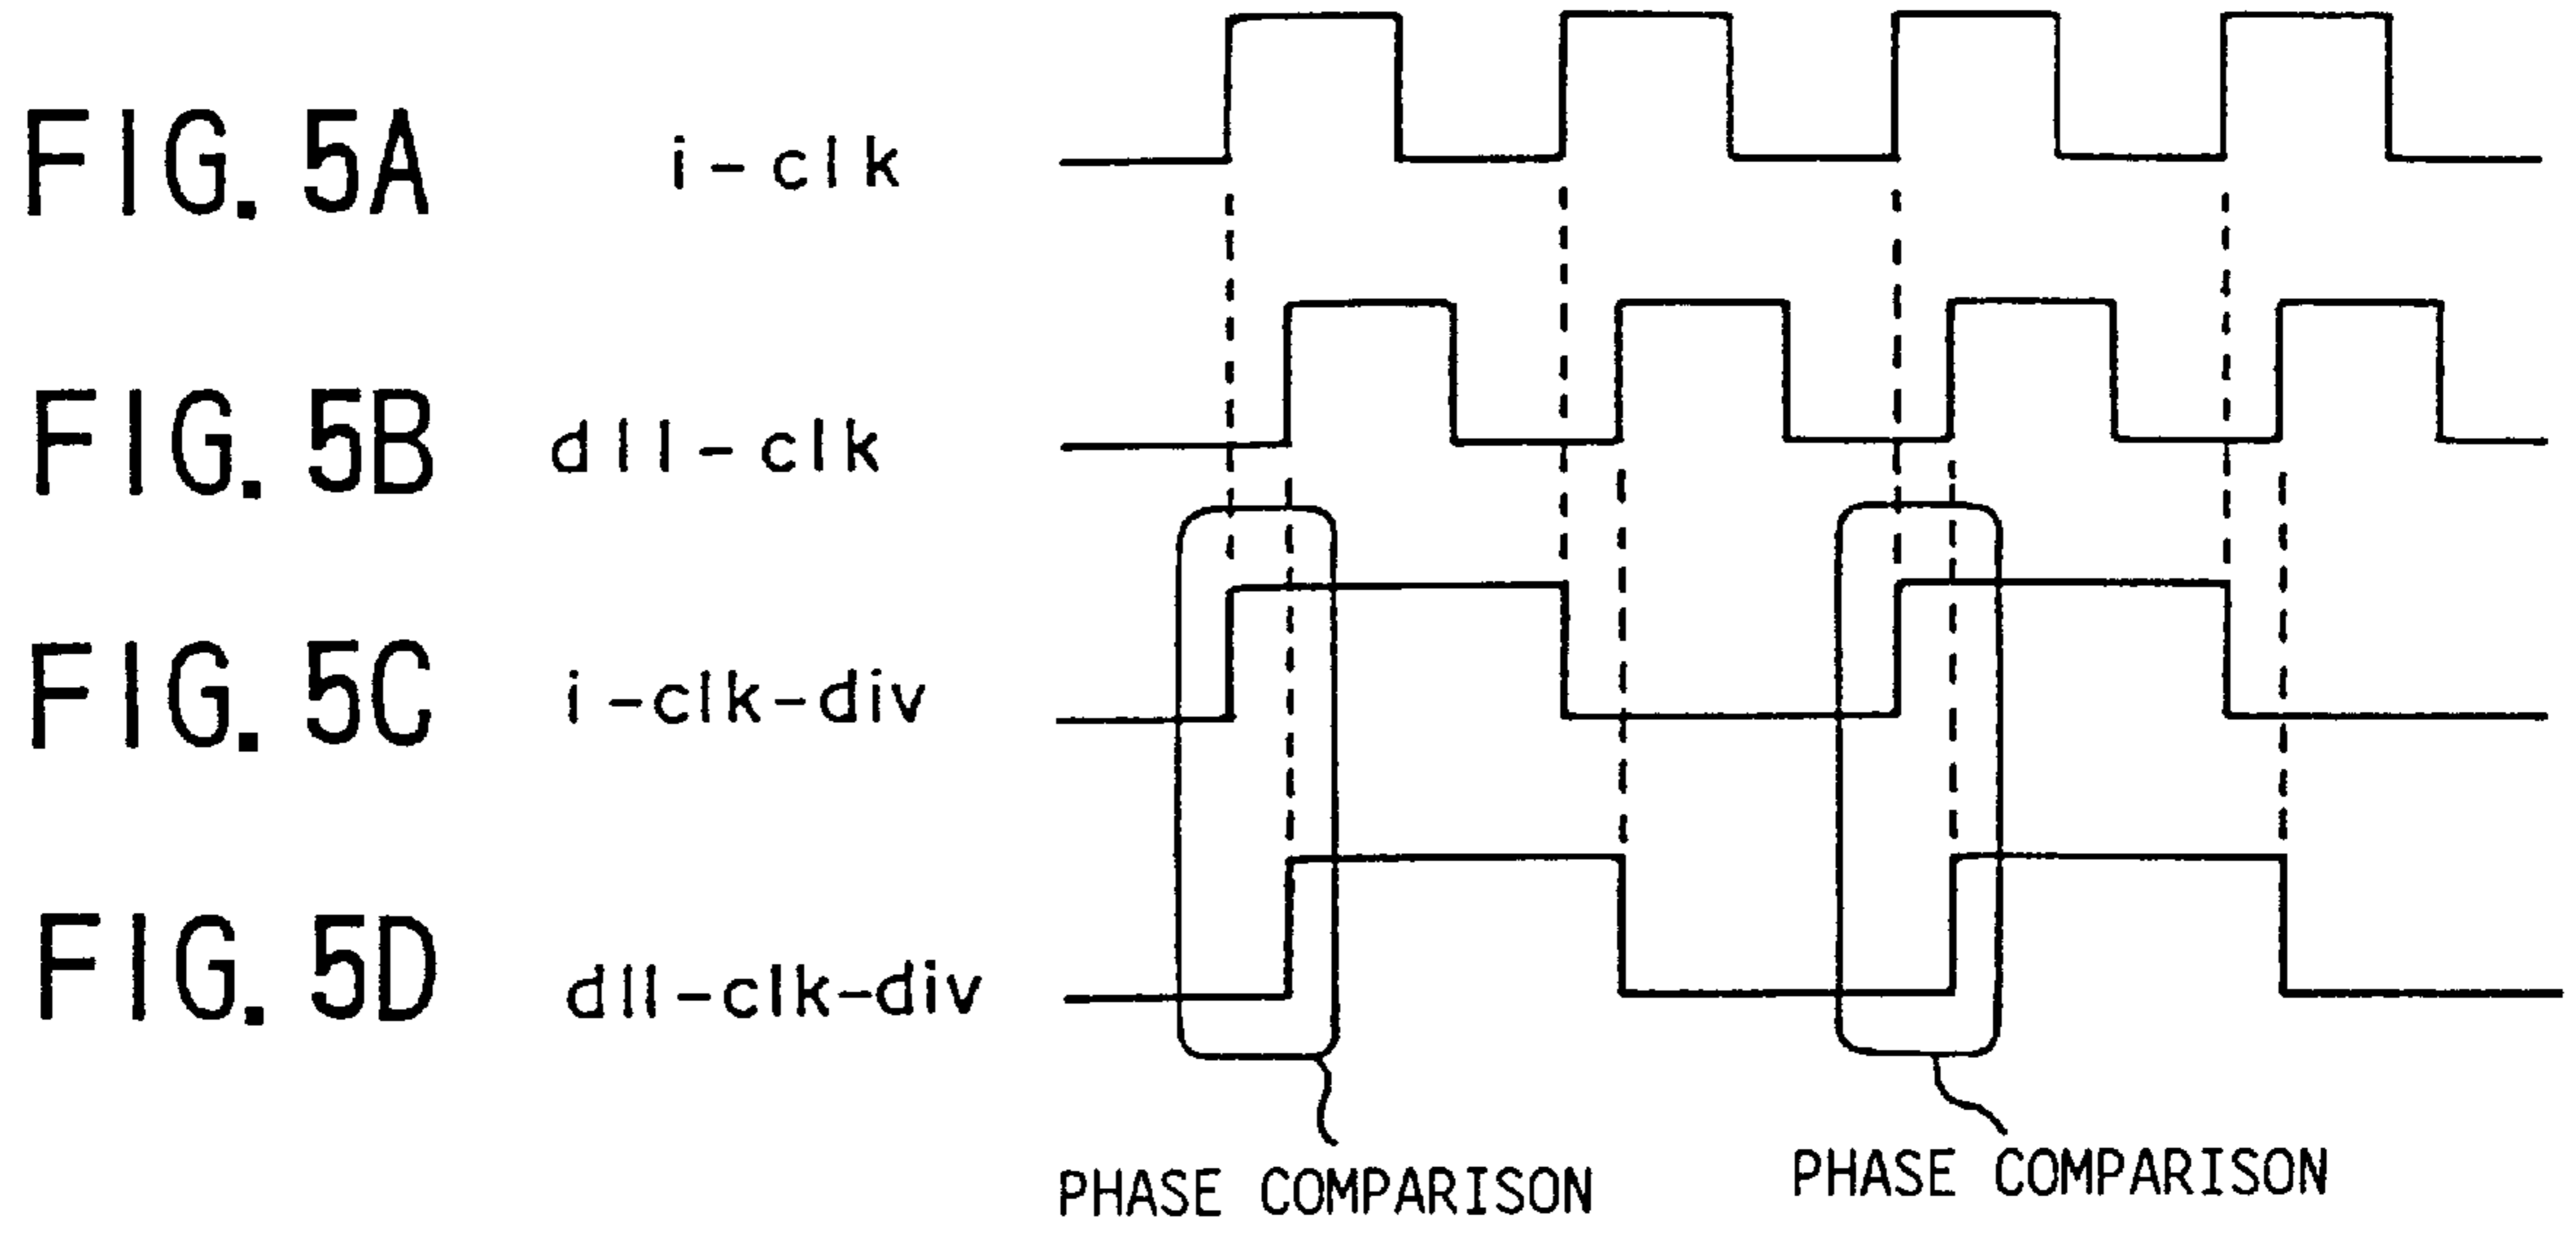 FIG. 5A i-clk
FIG. 5B dll-clk
FIG. 5C i-clk-div
FIG. 5D dll-clk-div
PHASE COMPARISON PHASE COMPARISON